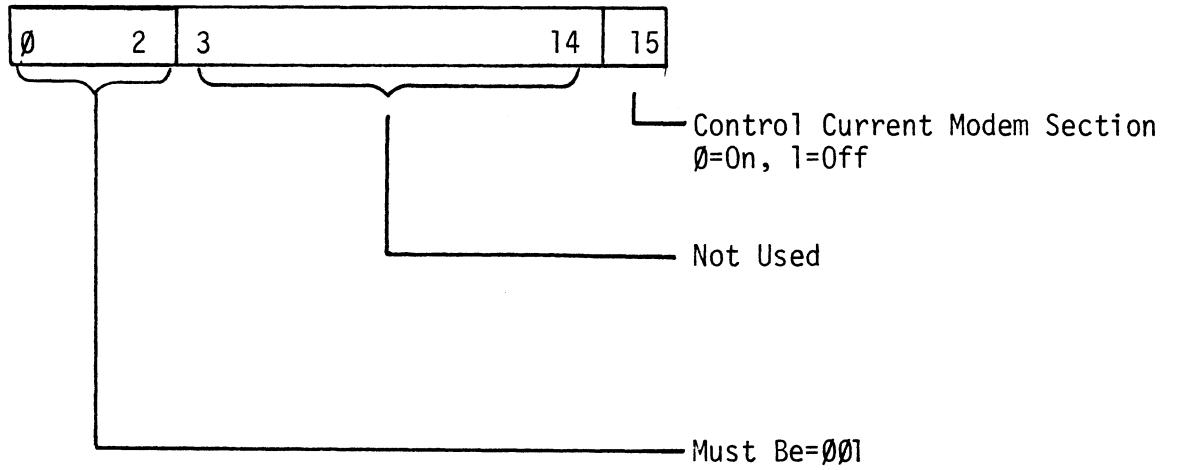 Ø 2 3 14 15
Control Current Modem Section
Ø=On, 1=Off
Not Used
Must Be=ØØ1